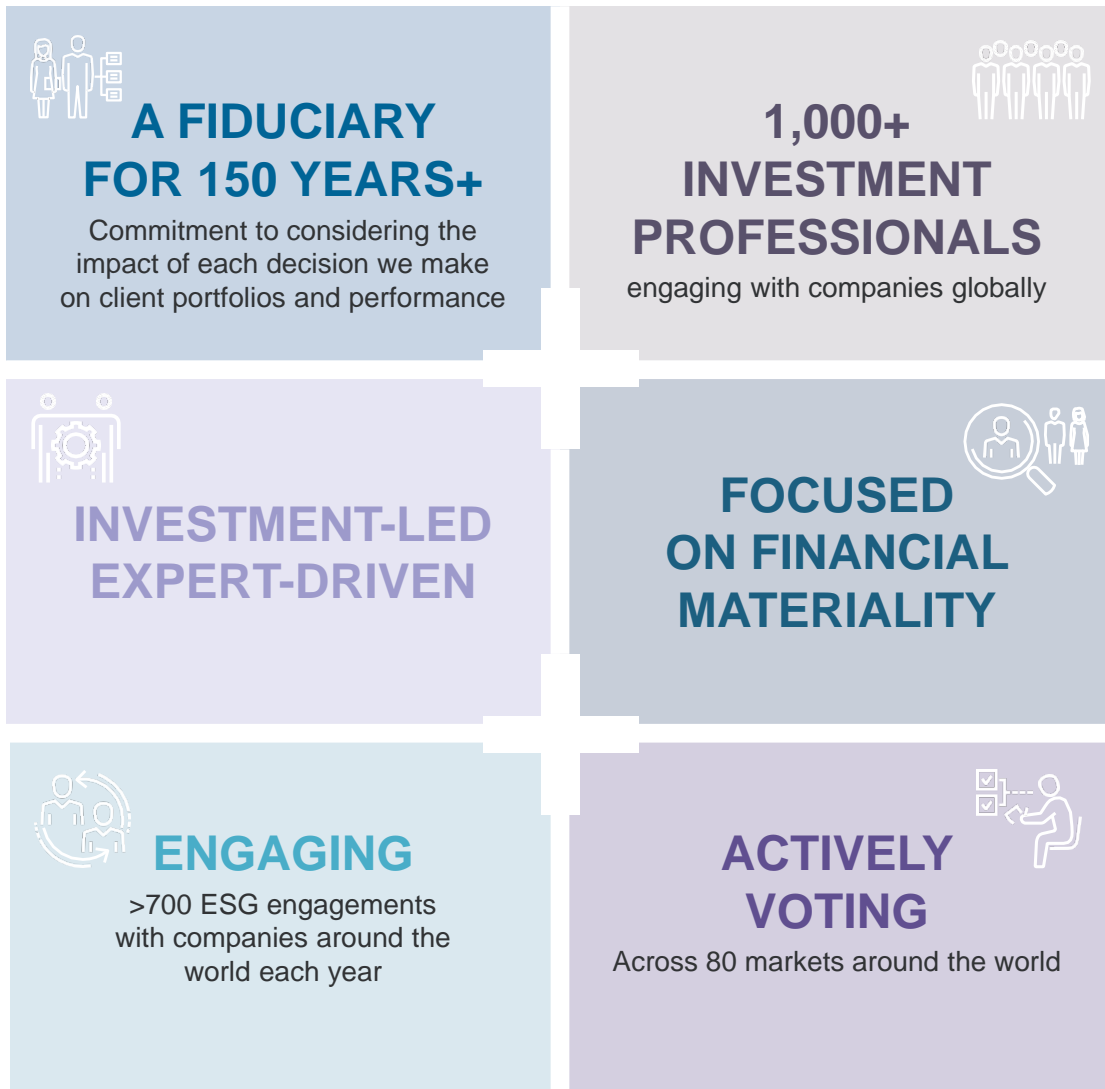 A FIDUCIARY
FOR 150 YEARS+
Commitment to considering the
impact of each decision we make
on client portfolios and performance
1,000+
INVESTMENT
PROFESSIONALS
engaging with companies globally
INVESTMENT-LED
EXPERT-DRIVEN
FOCUSED
ON FINANCIAL
MATERIALITY
ENGAGING
>700 ESG engagements
with companies around the
world each year
ACTIVELY
VOTING
Across 80 markets around the world